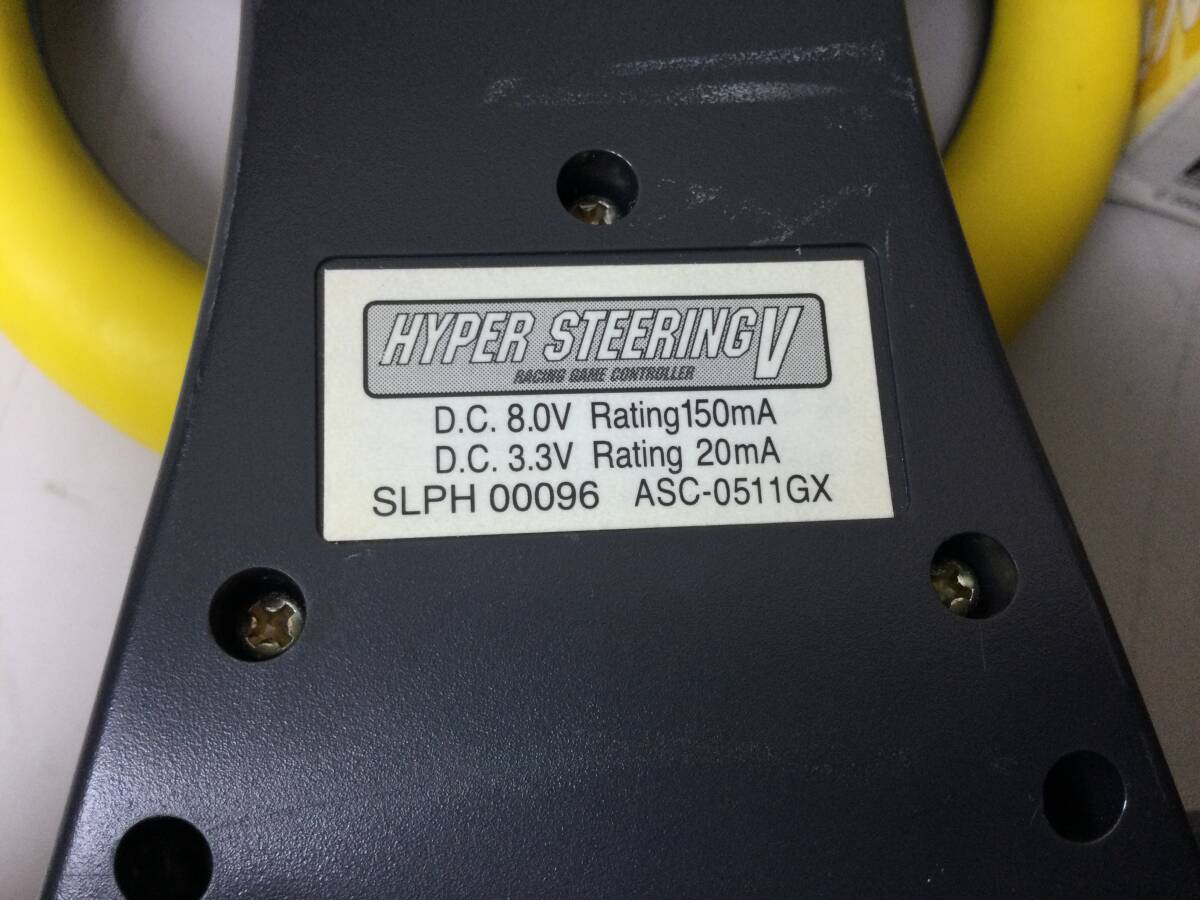 HYPER STEERING V
RACING GAME CONTROLLER
D.C. 8.0V Rating150mA
D.C. 3.3V Rating 20mA
SLPH 00096 ASC-0511GX